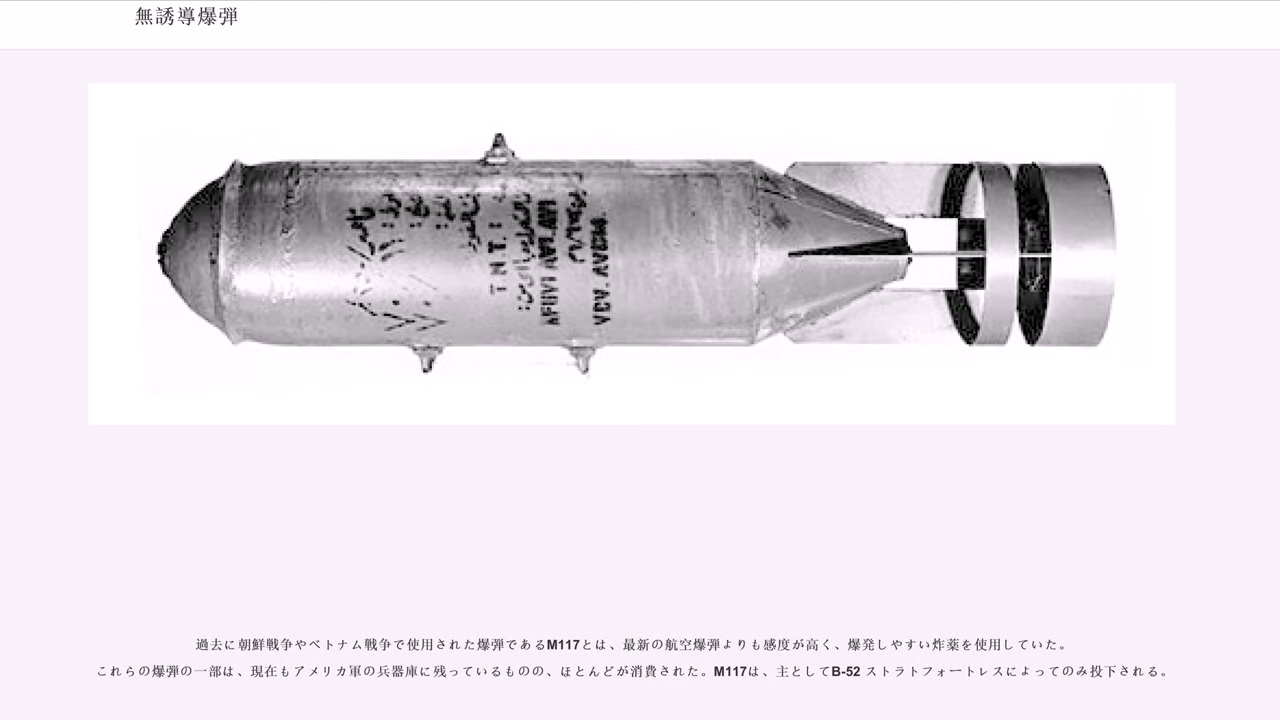 無誘導爆弾
T.N.T.
過去に朝鮮戦争やベトナム戦争で使用された爆弾であるM117とは、最新の航空爆弾よりも感度が高く、爆発しやすい炸薬を使用していた。
これらの爆弾の一部は、現在もアメリカ軍の兵器庫に残っているものの、ほとんどが消費された。M117は、主としてB-52 ストラトフォートレスによってのみ投下される。